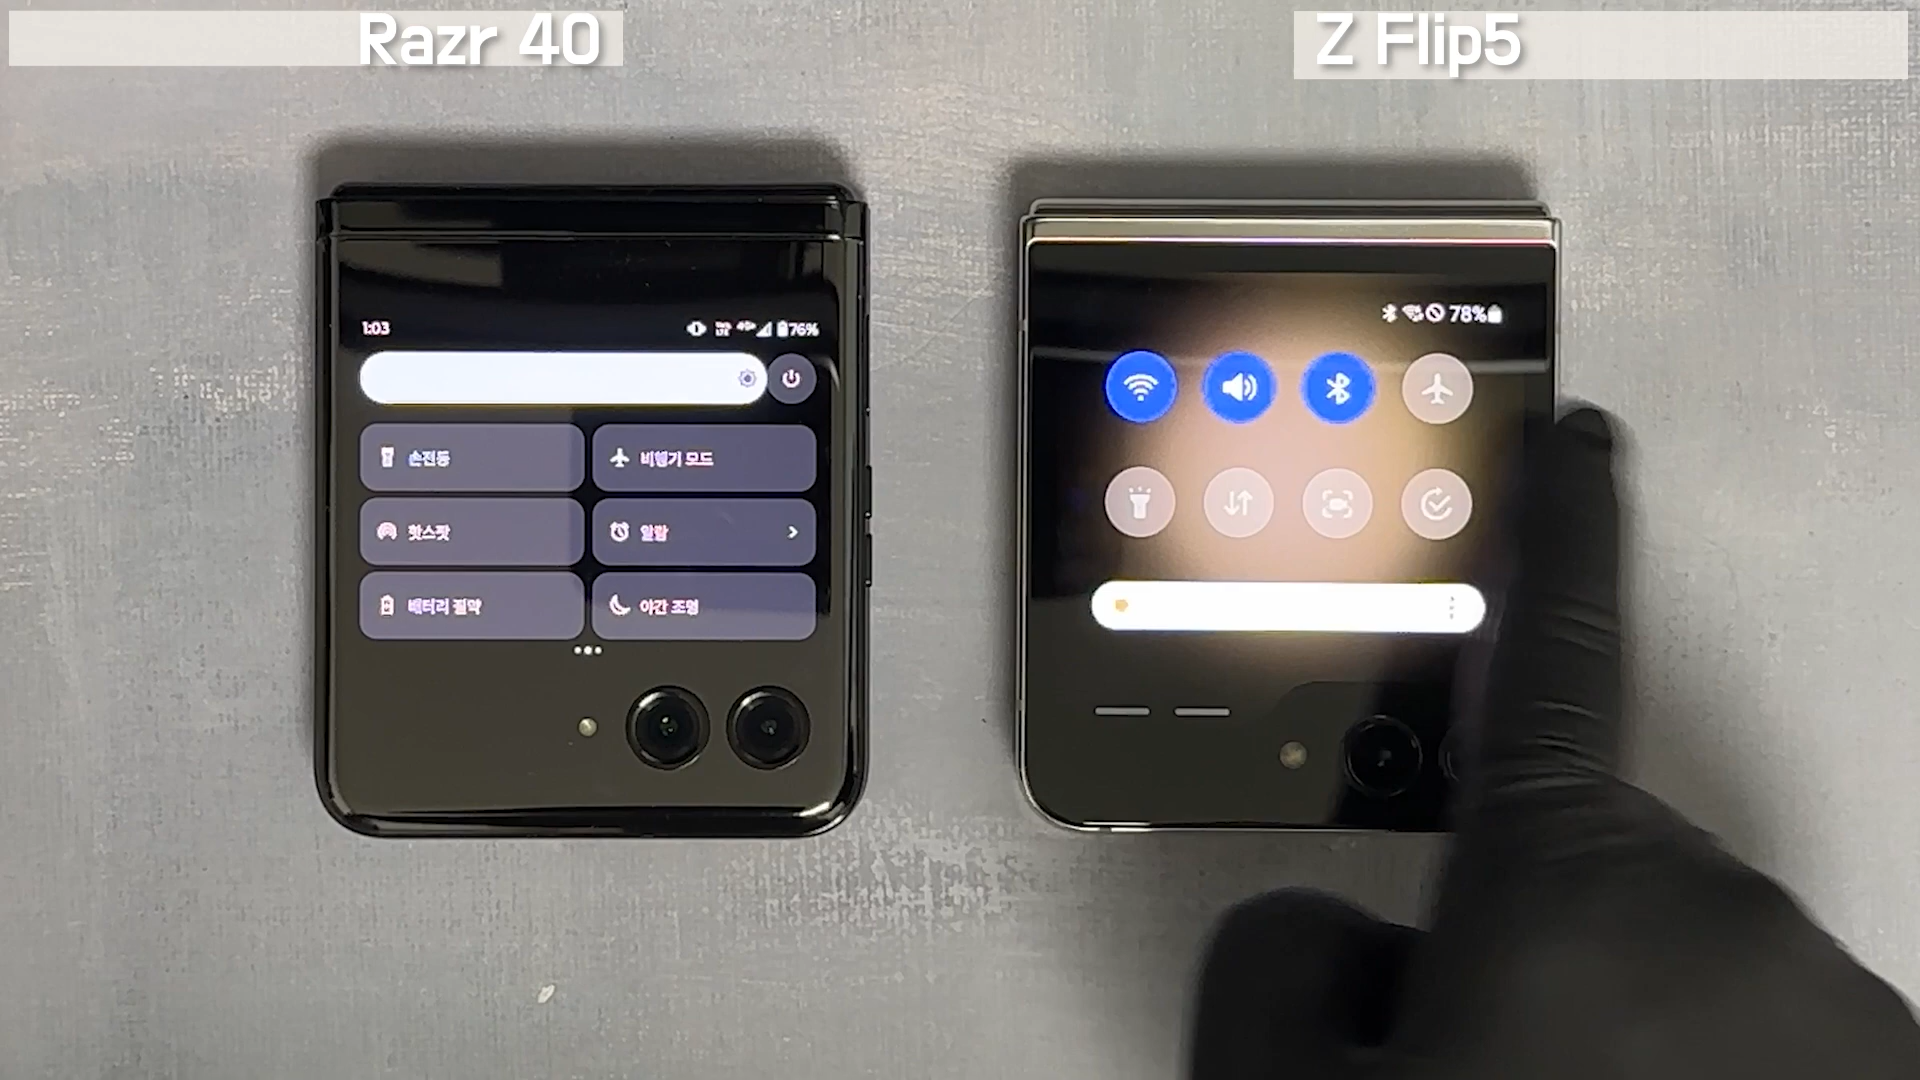 Razr 40
Z Flip5
1:03
76%
손전등
비행기 모드
핫스팟
알람
배터리 절약
야간 조명
78%